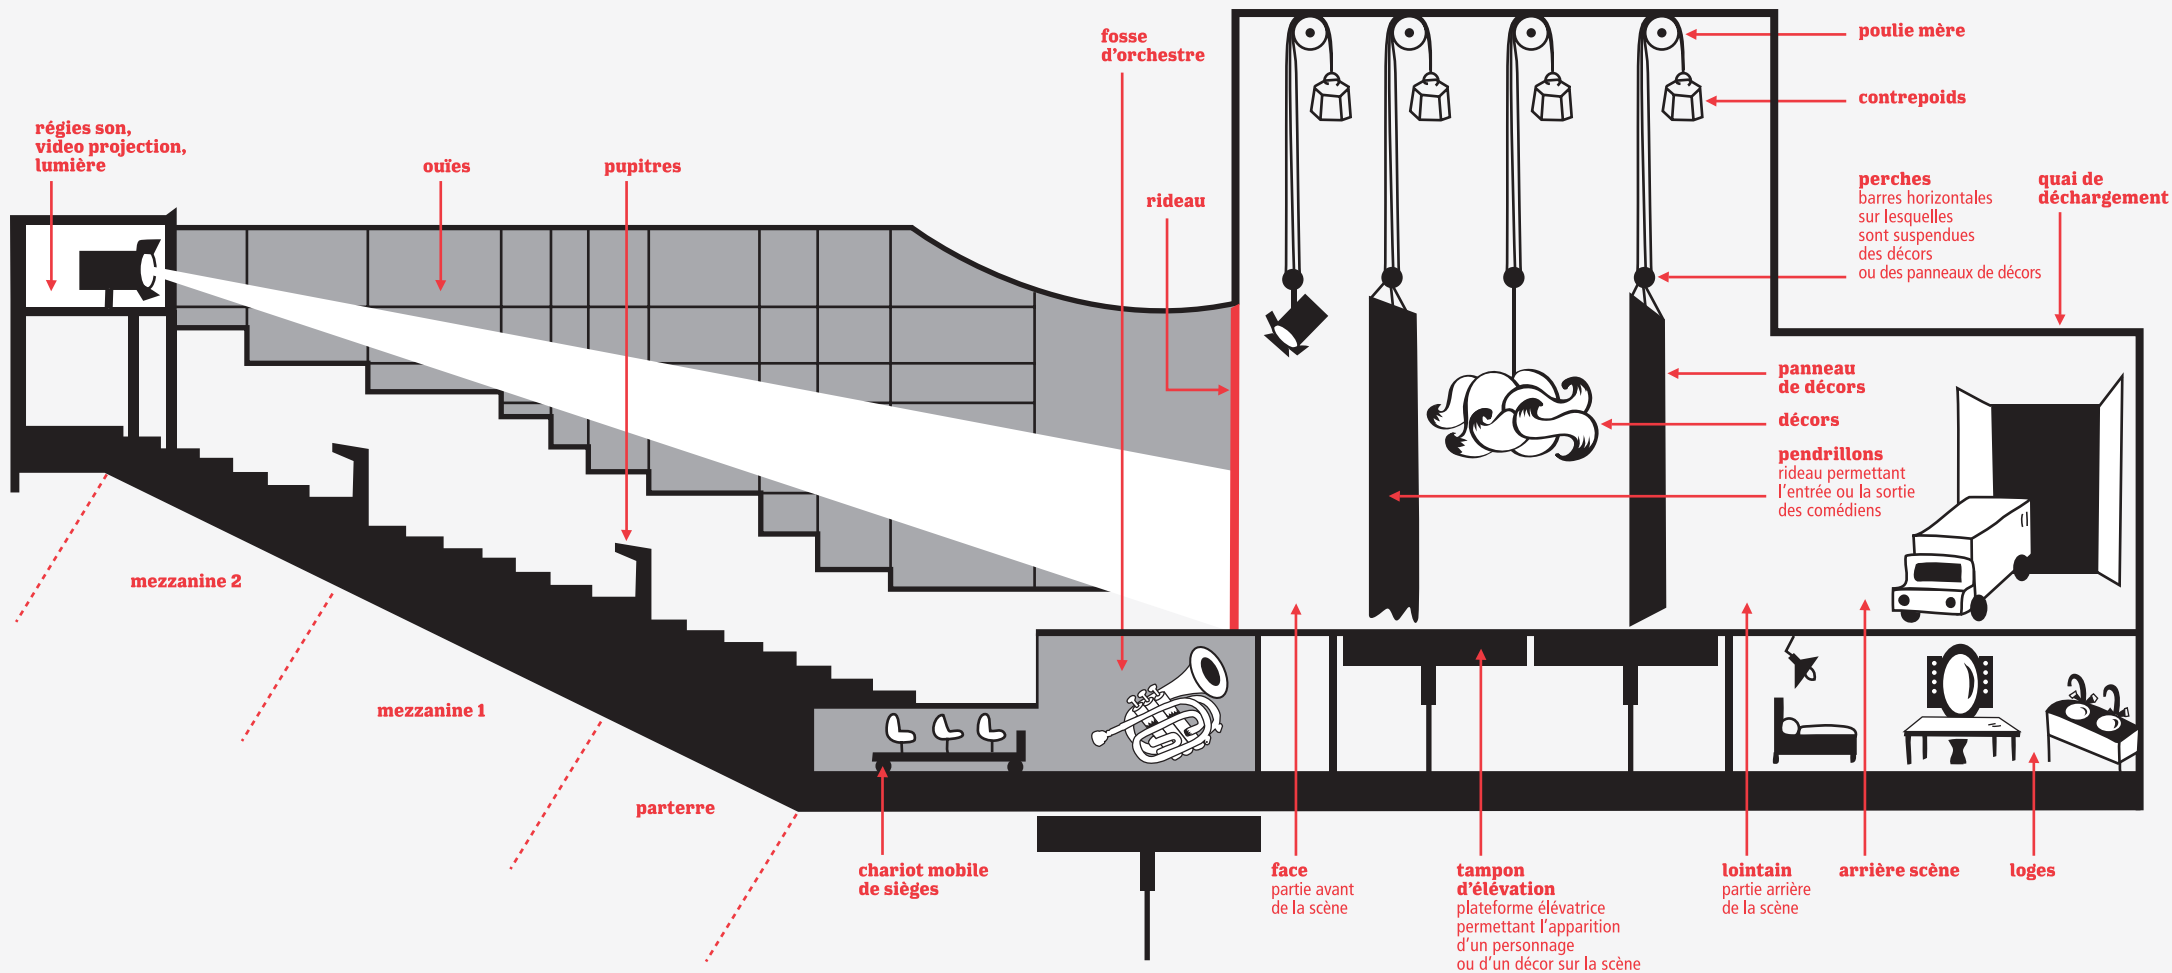 fosse
d'orchestre
poulie mère
contrepoids
régies son,
video projection,
lumière
ouïes
pupitres
rideau
perches
barres horizontales
sur lesquelles
sont suspendues
des décors
ou des panneaux de décors
quai de
déchargement
panneau
de décors
décors
pendrillons
rideau permettant
l'entrée ou la sortie
des comédiens
mezzanine 2
mezzanine 1
parterre
chariot mobile
de sièges
face
partie avant
de la scène
tampon
d'élévation
plateforme élévatrice
permettant l'apparition
d'un personnage
ou d'un décor sur la scène
lointain
partie arrière
de la scène
arrière scène
loges